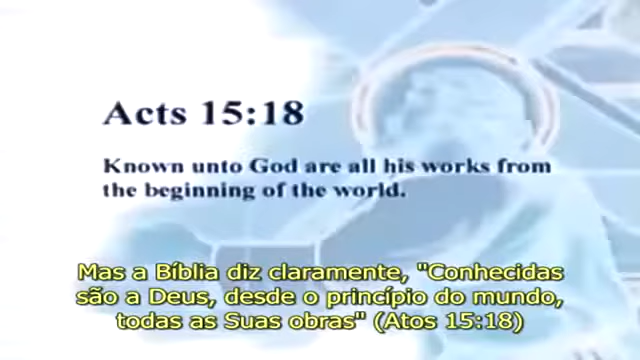 Acts 15:18
Known unto God are all his works from
the beginning of the world.
Mas a Bíblia diz claramente, "Conhecidas
são a Deus, desde o princípio do mundo,
todas as Suas obras" (Atos 15:18)